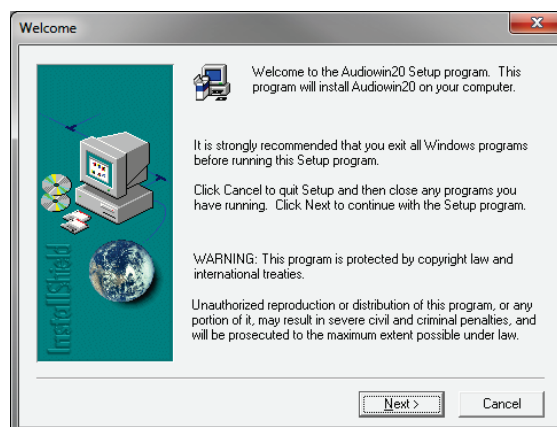 Welcome
Welcome to the Audiowin20 Setup program. This
program will install Audiowin20 on your computer.
It is strongly recommended that you exit all Windows programs
before running this Setup program.
Click Cancel to quit Setup and then close any programs you
have running. Click Next to continue with the Setup program.
WARNING: This program is protected by copyright law and
international treaties.
Unauthorized reproduction or distribution of this program, or any
portion of it, may result in severe civil and criminal penalties, and
will be prosecuted to the maximum extent possible under law.
InstallShield
Next >
Cancel